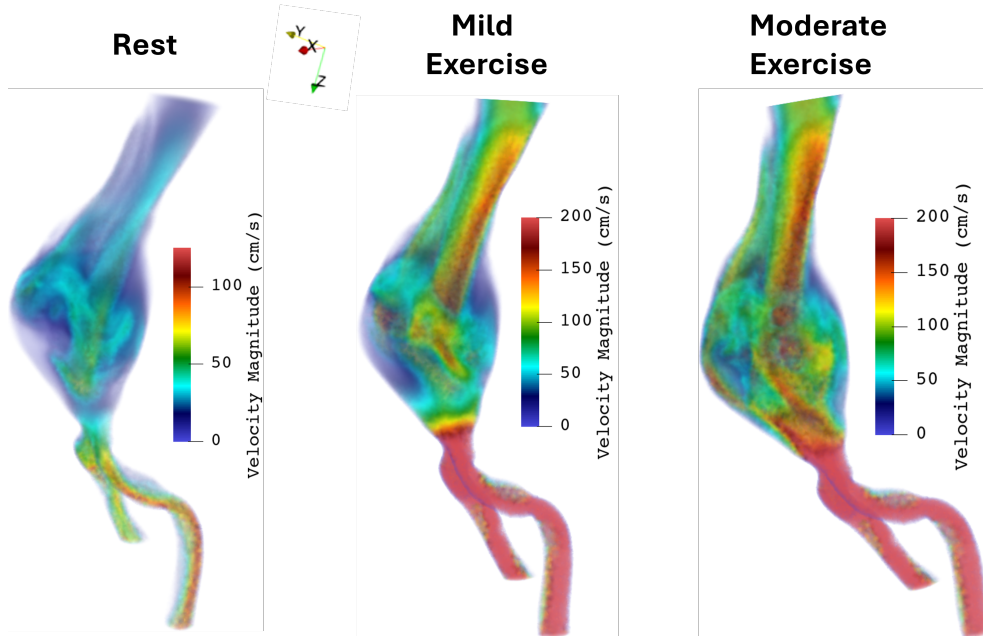 Rest
Mild
Exercise
Moderate
Exercise
Y
X
Z
100
50
0
Velocity Magnitude (cm/s)
200
150
100
50
0
Velocity Magnitude (cm/s)
200
150
100
50
0
Velocity Magnitude (cm/s)